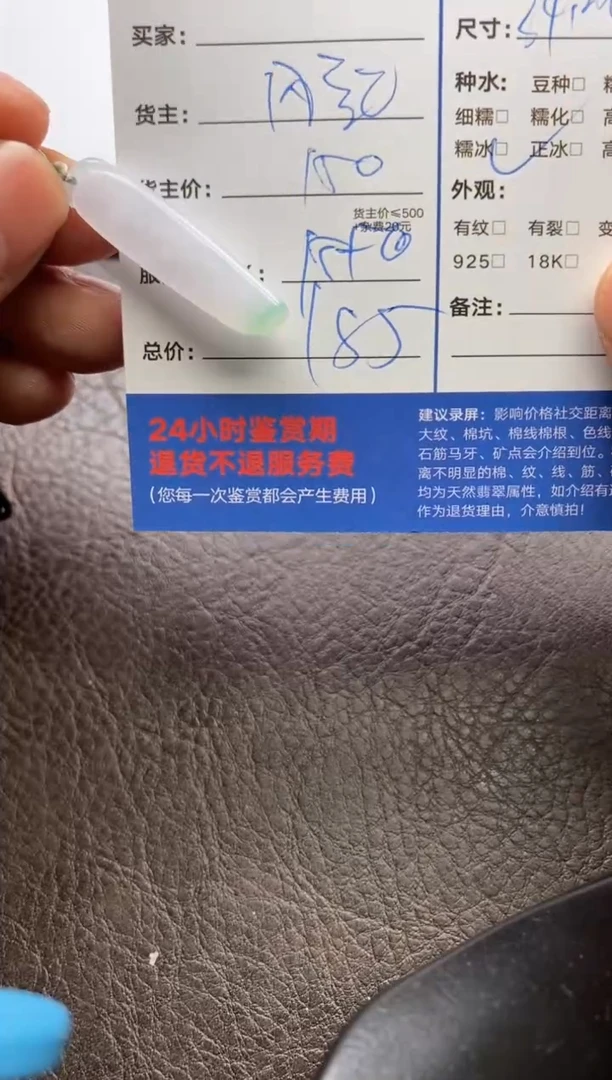 买家：
货主：
货主价： 150
货主价≤500
+条费20元
15+20
总价： 185
24小时鉴赏期
退货不退服务费
（您每一次鉴赏都会产生费用）
尺寸：
种水： 豆种□
细糯□ 糯化□
糯冰□ 正冰□
外观：
有纹□ 有裂□
925□ 18K□
备注：
建议录屏：影响价格社交距离
大纹、棉坑、棉线棉根、色线
石筋马牙、矿点会介绍到位。
离不明显的棉、纹、线、筋、
均为天然翡翠属性，如介绍有
作为退货理由，介意慎拍！